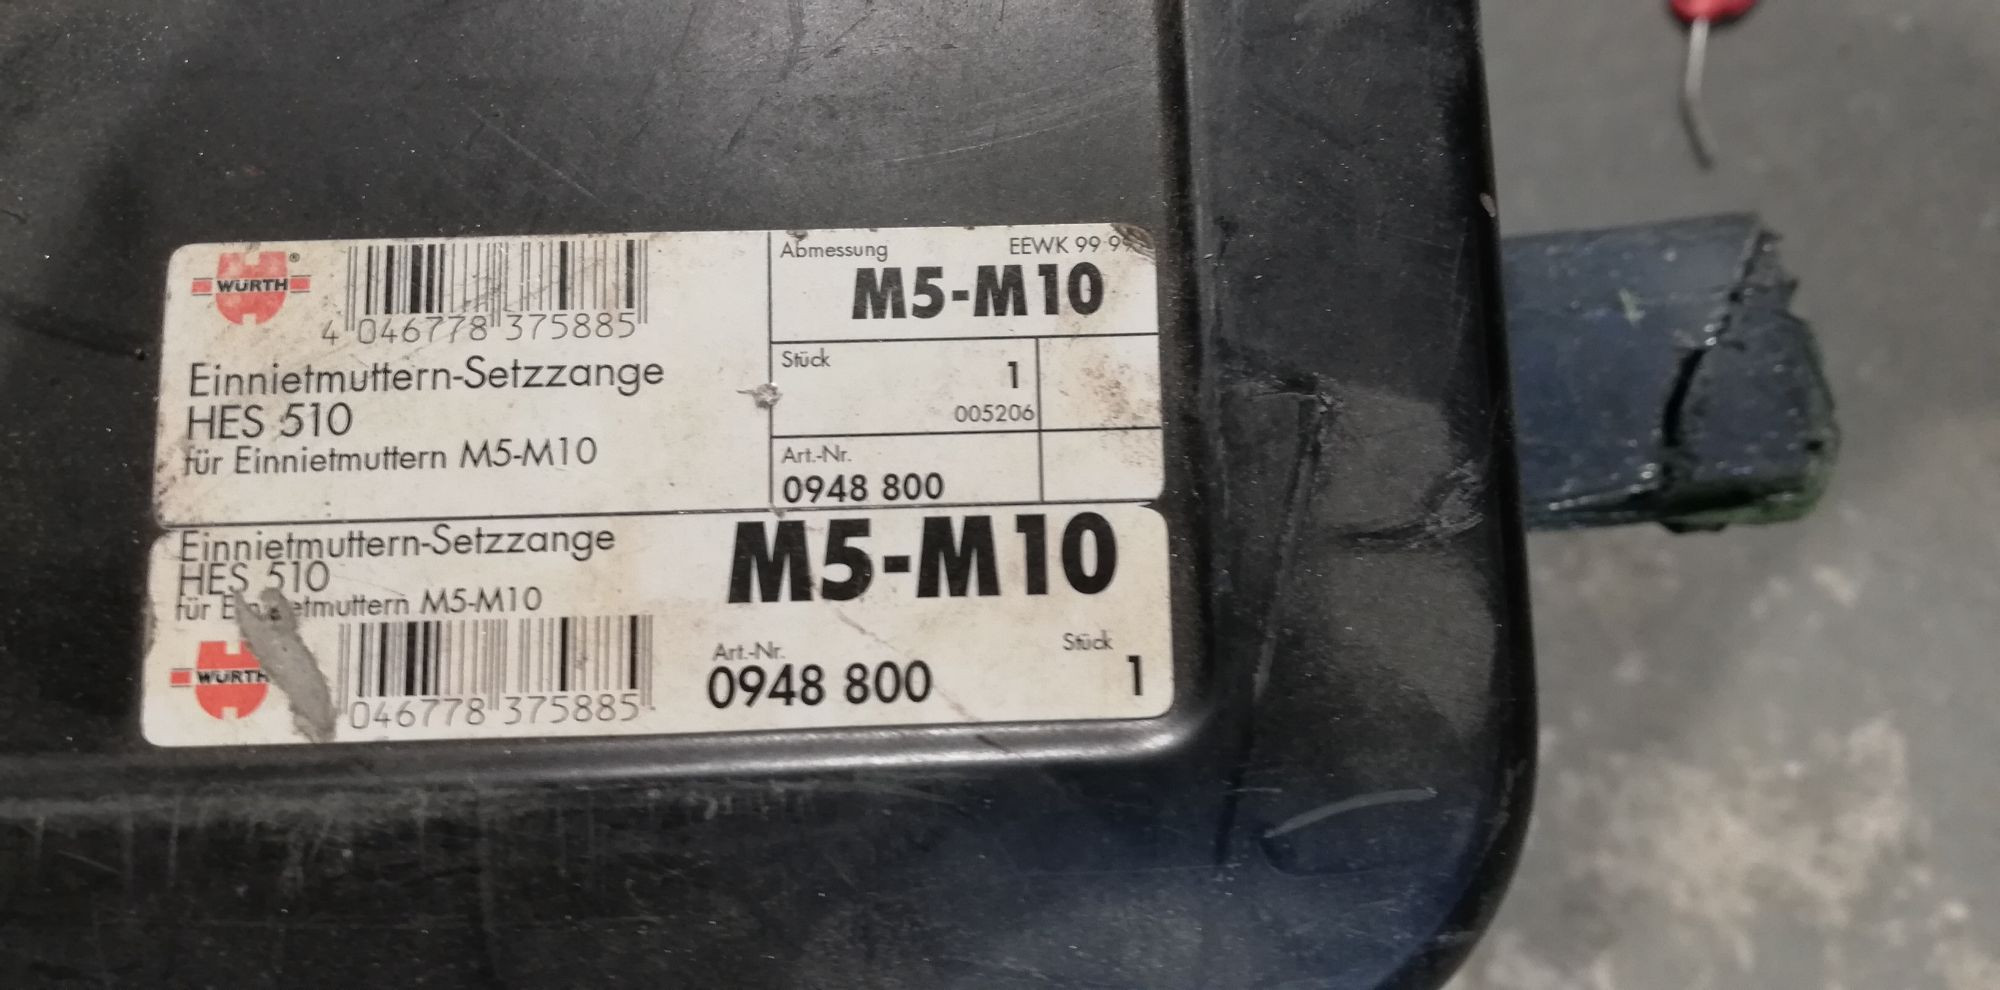 WÜRTH®
4 046778 375885
Einnietmuttern-Setzzange
HES 510
für Einnietmuttern M5-M10
Abmessung EEWK 99 99
M5-M10
Stück
1
005206
Art.-Nr.
0948 800
Einnietmuttern-Setzzange
HES 510
für M5-M10
WÜRTH
046778 375885
M5-M10
Art.-Nr.
0948 800
Stück
1